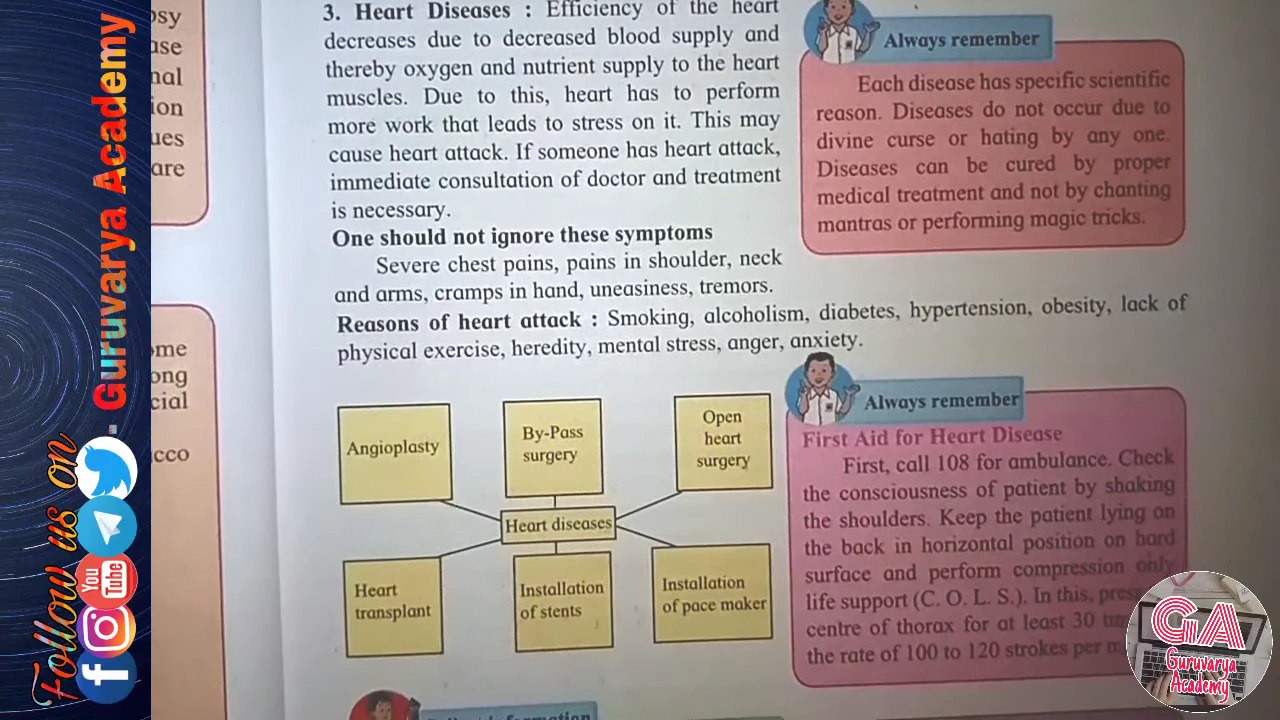 Guruvarya Academy
Follow us on
You
Tube
3. Heart Diseases : Efficiency of the heart
decreases due to decreased blood supply and
thereby oxygen and nutrient supply to the heart
muscles. Due to this, heart has to perform
more work that leads to stress on it. This may
cause heart attack. If someone has heart attack,
immediate consultation of doctor and treatment
is necessary.
One should not ignore these symptoms
Severe chest pains, pains in shoulder, neck
and arms, cramps in hand, uneasiness, tremors.
Reasons of heart attack : Smoking, alcoholism, diabetes, hypertension, obesity, lack of
physical exercise, heredity, mental stress, anger, anxiety.
Always remember
Each disease has specific scientific
reason. Diseases do not occur due to
divine curse or hating by any one.
Diseases can be cured by proper
medical treatment and not by chanting
mantras or performing magic tricks.
Angioplasty
By-Pass
surgery
Open
heart
surgery
Heart diseases
Heart
transplant
Installation
of stents
Installation
of pace maker
Always remember
First Aid for Heart Disease
First, call 108 for ambulance. Check
the consciousness of patient by shaking
the shoulders. Keep the patient lying on
the back in horizontal position on hard
surface and perform compression only
life support (C. O. L. S.). In this,
centre of thorax for at least 30
the rate of 100 to 120 strokes per
GA
Guruvarya
Academy